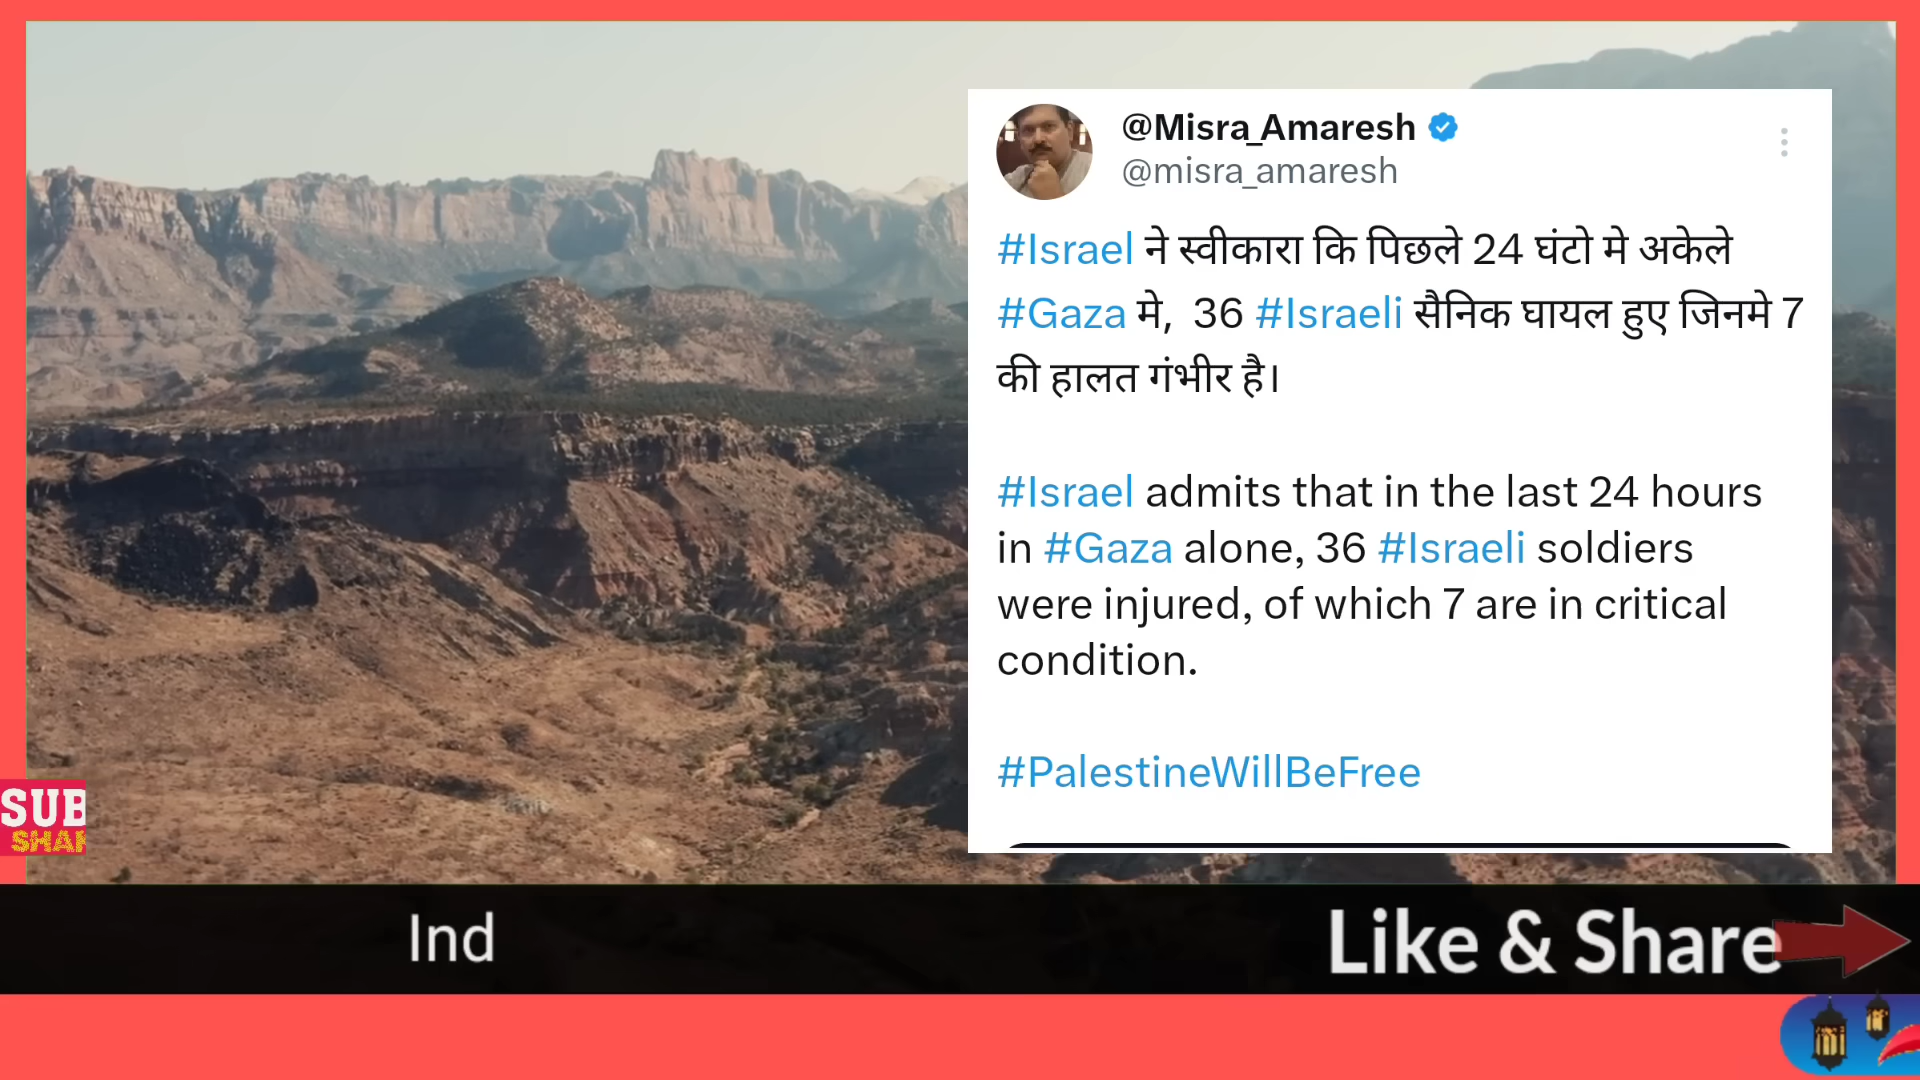 @Misra_Amaresh
@misra_amaresh
#Israel ने स्वीकारा कि पिछले 24 घंटो मे अकेले
#Gaza मे, 36 #Israeli सैनिक घायल हुए जिनमे 7
की हालत गंभीर है।
#Israel admits that in the last 24 hours
in #Gaza alone, 36 #Israeli soldiers
were injured, of which 7 are in critical
condition.
#PalestineWillBeFree
SUB
SHAR
Ind
Like & Share